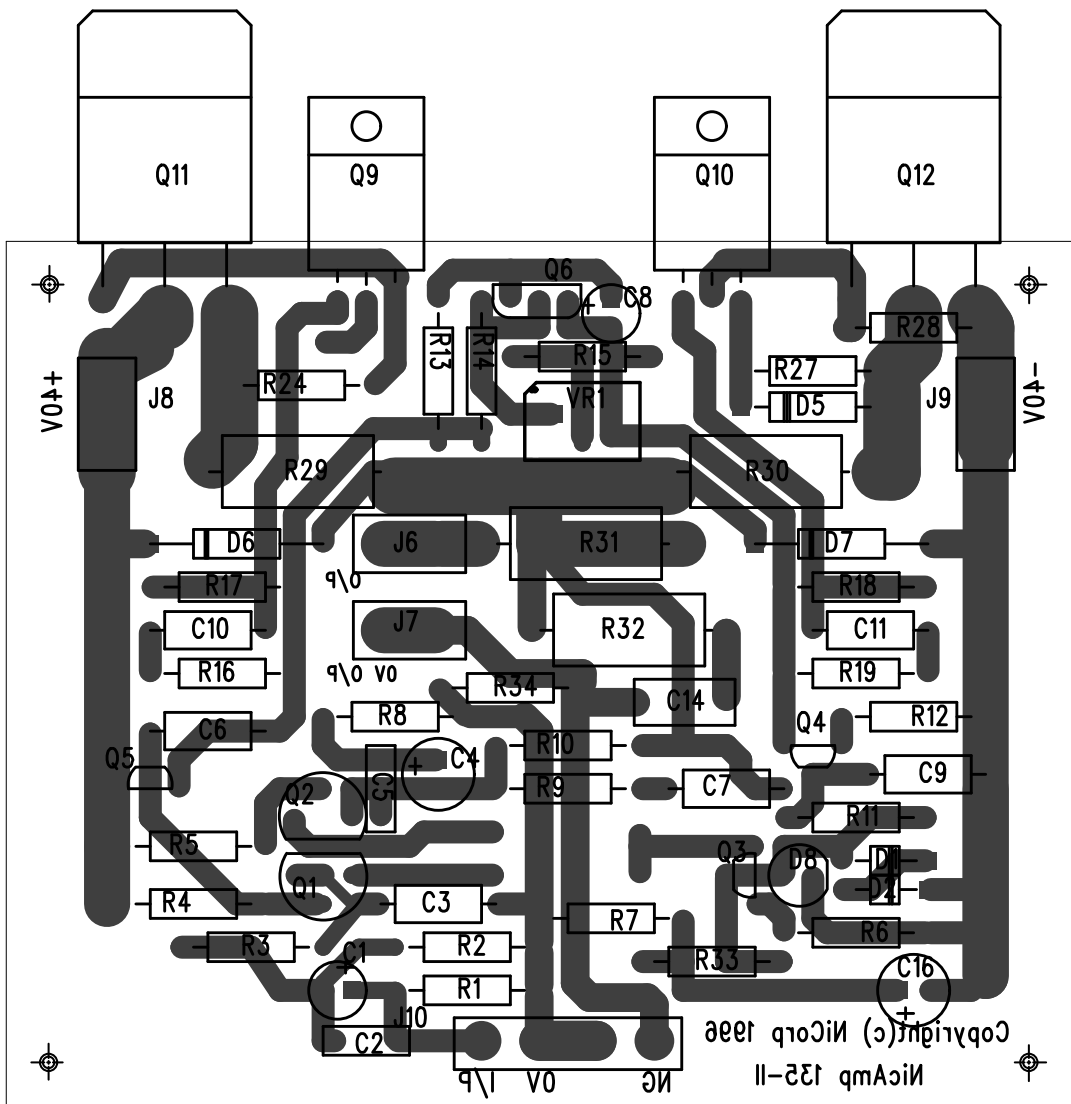 Q11
Q9
Q10
Q12
Q6
C8
R13
R14
R15
R28
+40V
J8
R24
VR1
R27
D5
J9
-40V
R29
R30
D6
J6
R31
D7
R17
O/P
R18
C10
J7
R32
C11
R16
0V O/P
R34
R19
C6
R8
C14
Q4
R12
Q5
C5
C4
R10
R9
C7
C9
Q2
R11
R5
Q3
D8
D1
Q1
D2
R4
C3
R7
R6
R3
C1
+
R2
R33
C16
R1
J10
C2
+
Copyright(c) NiCorp 1996
I/P
0V
NG
NicAmp 135-II